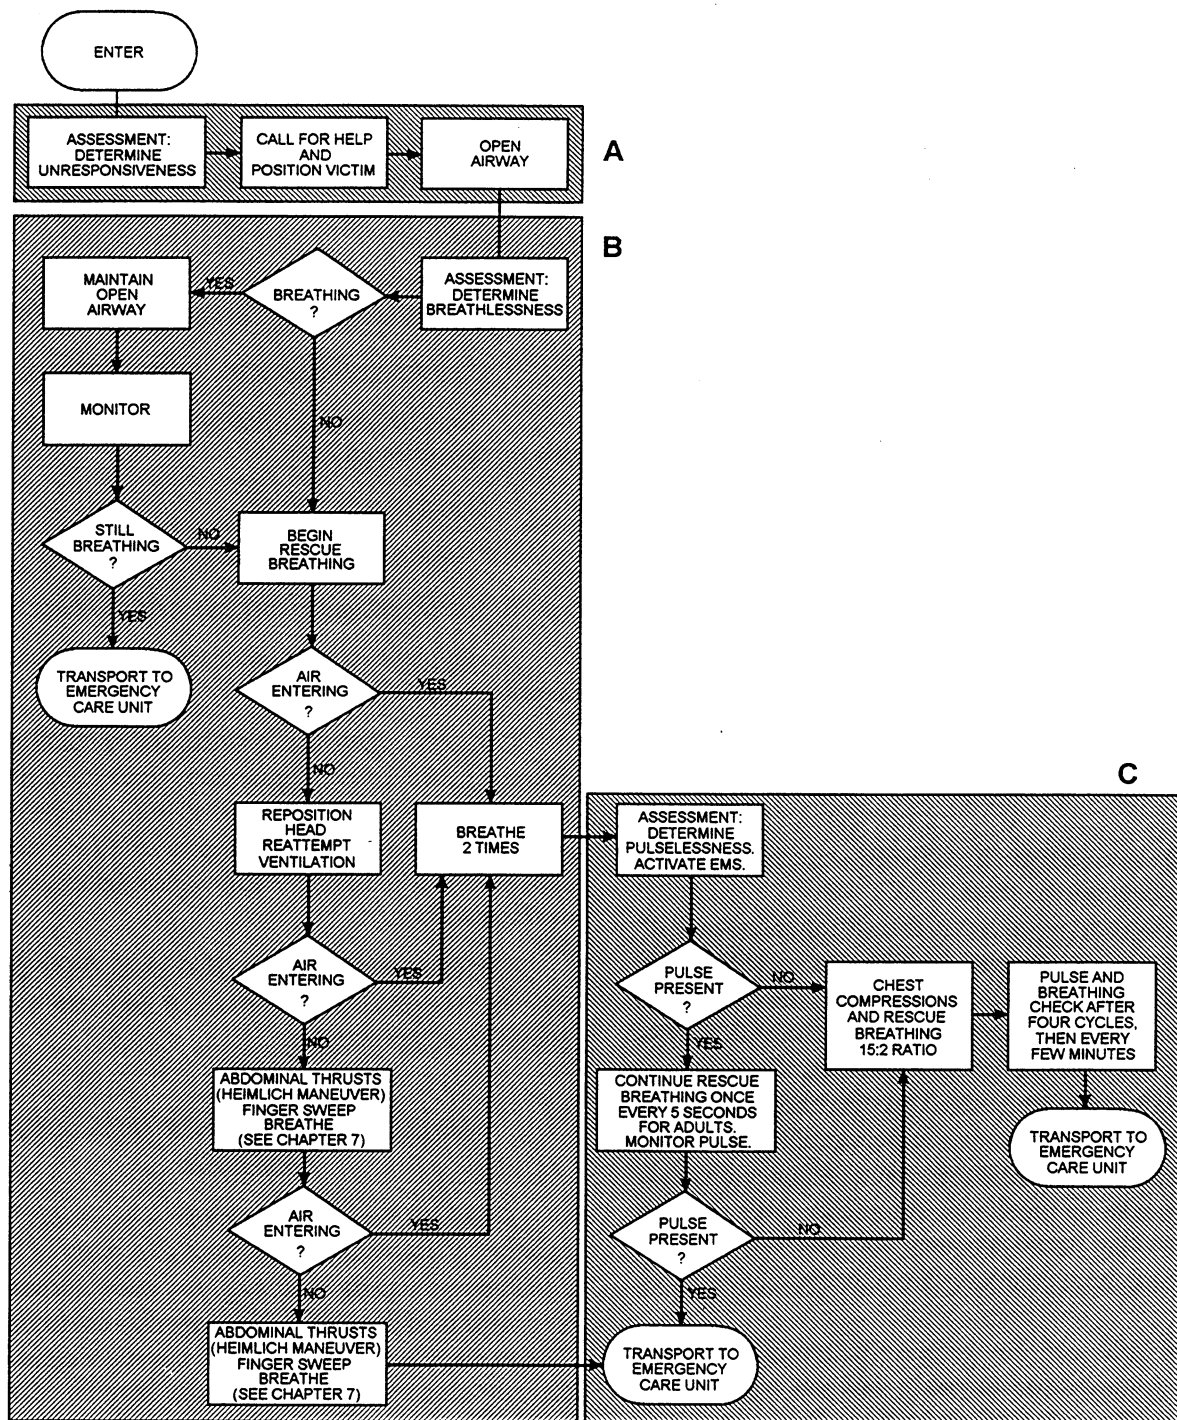 ENTER
ASSESSMENT:
DETERMINE
UNRESPONSIVENESS
CALL FOR HELP
AND
POSITION VICTIM
OPEN
AIRWAY
A
B
MAINTAIN
OPEN
AIRWAY
YES
BREATHING
?
ASSESSMENT:
DETERMINE
BREATHLESSNESS
MONITOR
NO
STILL
BREATHING
?
NO
BEGIN
RESCUE
BREATHING
YES
TRANSPORT TO
EMERGENCY
CARE UNIT
AIR
ENTERING
?
YES
NO
REPOSITION
HEAD
REATTEMPT
VENTILATION
BREATHE
2 TIMES
AIR
ENTERING
?
YES
NO
ABDOMINAL THRUSTS
(HEIMLICH MANEUVER)
FINGER SWEEP
BREATHE
(SEE CHAPTER 7)
AIR
ENTERING
?
YES
NO
ABDOMINAL THRUSTS
(HEIMLICH MANEUVER)
FINGER SWEEP
BREATHE
(SEE CHAPTER 7)
C
ASSESSMENT:
DETERMINE
PULSELESSNESS.
ACTIVATE EMS.
PULSE
PRESENT
?
NO
CHEST
COMPRESSIONS
AND RESCUE
BREATHING
15:2 RATIO
PULSE AND
BREATHING
CHECK AFTER
FOUR CYCLES,
THEN EVERY
FEW MINUTES
YES
CONTINUE RESCUE
BREATHING ONCE
EVERY 5 SECONDS
FOR ADULTS.
MONITOR PULSE.
TRANSPORT TO
EMERGENCY
CARE UNIT
PULSE
PRESENT
?
NO
YES
TRANSPORT TO
EMERGENCY
CARE UNIT